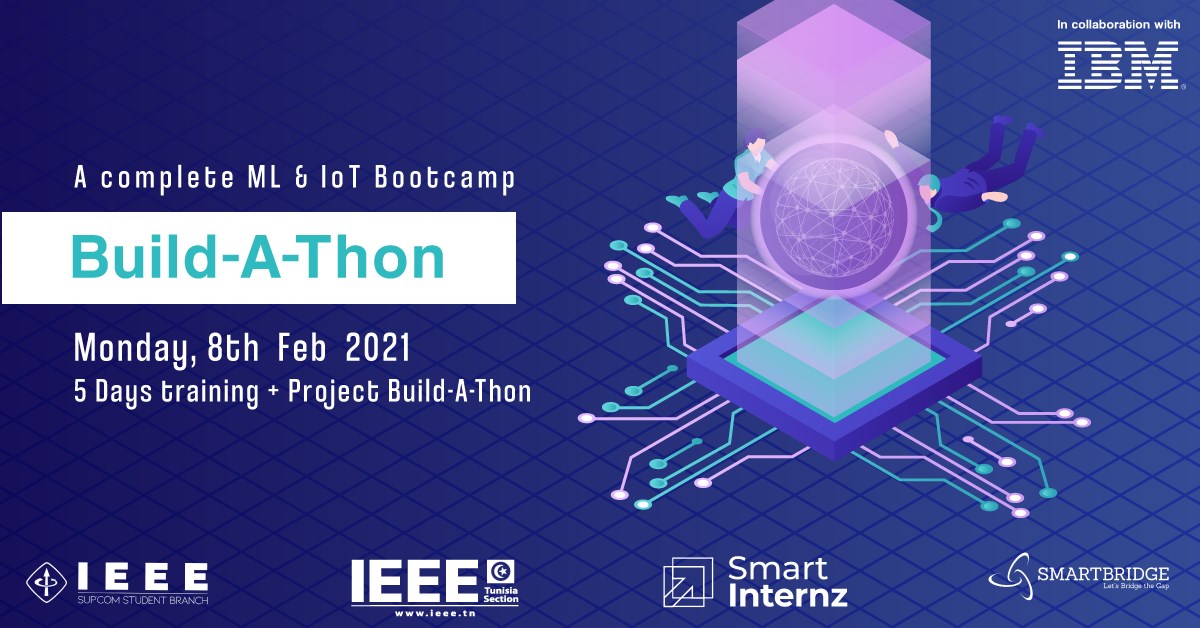 In collaboration with
IBM
A complete ML & IoT Bootcamp
Build-A-Thon
Monday, 8th Feb 2021
5 Days training + Project Build-A-Thon
IEEE
SUPCOM STUDENT BRANCH
IEEE
Tunisia
Section
www.ieee.tn
Smart
Internz
SMARTBRIDGE
Let's Bridge the Gap